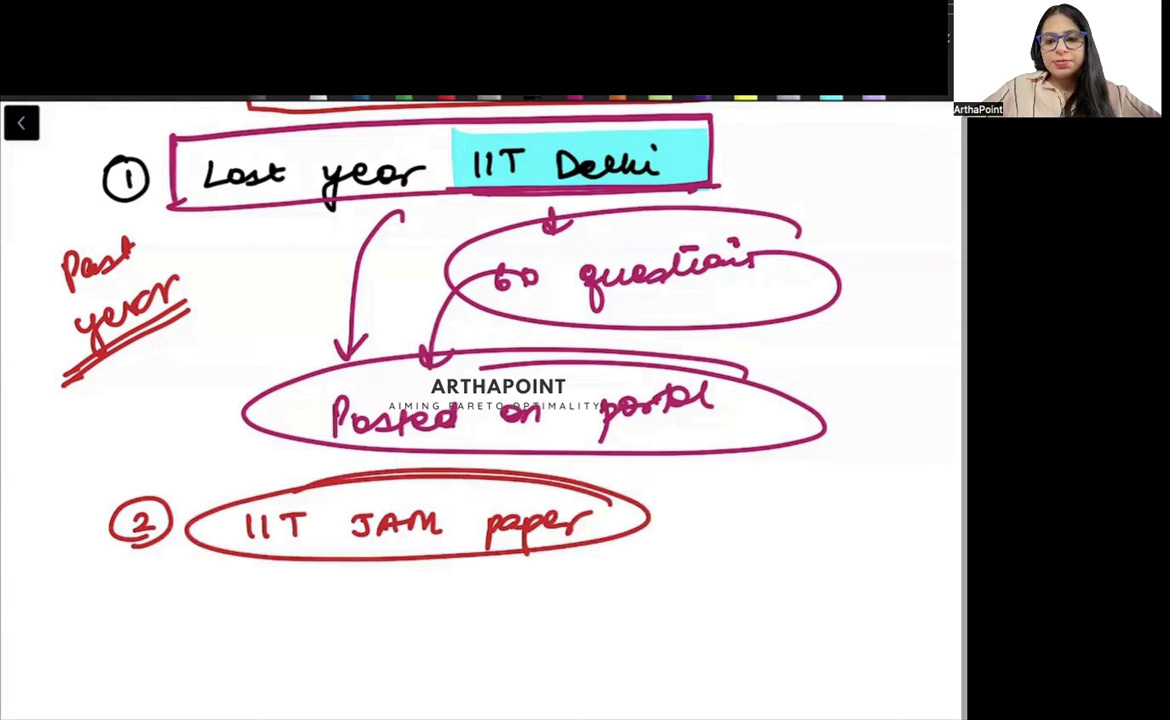 ArthaPoint
1 Last year IIT Delhi
Past
year
60 questions
ARTHAPOINT
AIMING PARETO OPTIMALITY
Posted on portal
2 IIT JAM paper